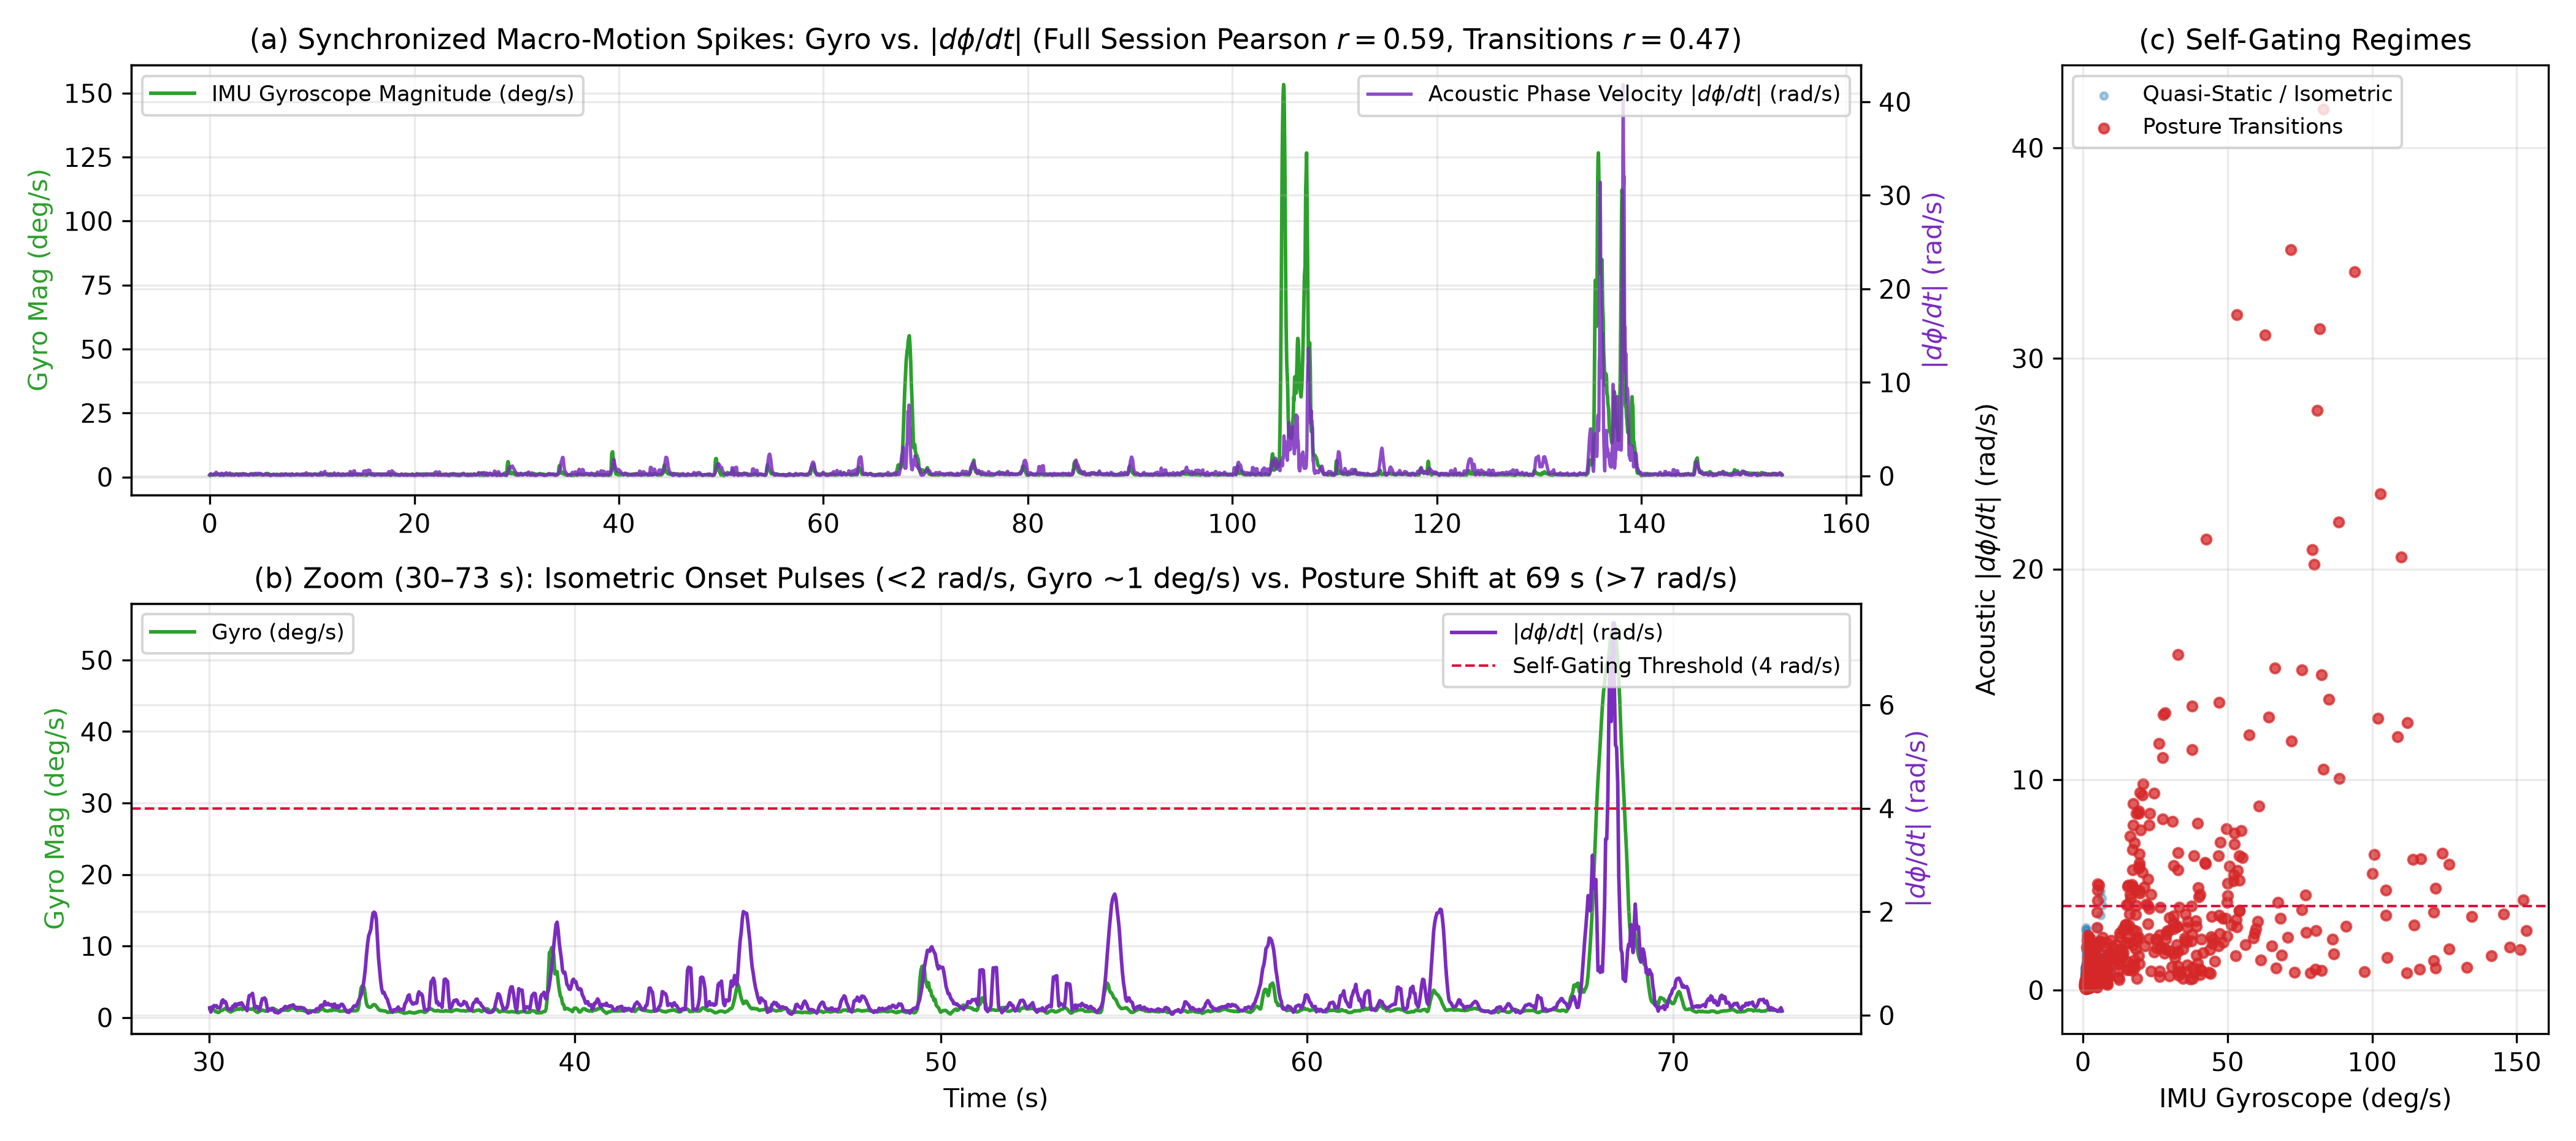 (a) Synchronized Macro-Motion Spikes: Gyro vs. |dϕ/dt| (Full Session Pearson r = 0.59, Transitions r = 0.47)
IMU Gyroscope Magnitude (deg/s)
Acoustic Phase Velocity |dϕ/dt| (rad/s)
Gyro Mag (deg/s)
150
125
100
75
50
25
0
40
30
20
10
0
|dϕ/dt| (rad/s)
0 20 40 60 80 100 120 140 160
(b) Zoom (30–73 s): Isometric Onset Pulses (<2 rad/s, Gyro ~1 deg/s) vs. Posture Shift at 69 s (>7 rad/s)
Gyro (deg/s)
|dϕ/dt| (rad/s)
Self-Gating Threshold (4 rad/s)
Gyro Mag (deg/s)
50
40
30
20
10
0
6
4
2
0
|dϕ/dt| (rad/s)
30 40 50 60 70
Time (s)
(c) Self-Gating Regimes
Quasi-Static / Isometric
Posture Transitions
Acoustic |dϕ/dt| (rad/s)
40
30
20
10
0
0 50 100 150
IMU Gyroscope (deg/s)